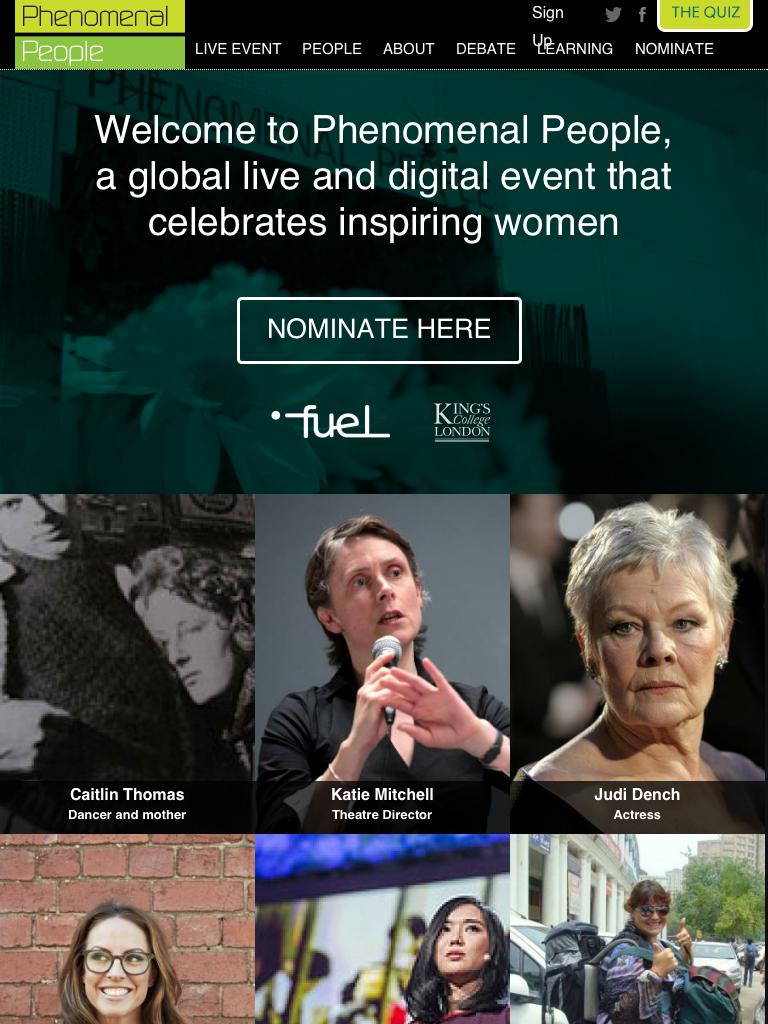 Phenomenal
People
Sign
Up
THE QUIZ
LIVE EVENT PEOPLE ABOUT DEBATE LEARNING NOMINATE
PHENOMENAL PEOPLE
Welcome to Phenomenal People,
a global live and digital event that
celebrates inspiring women
NOMINATE HERE
fueL
KING'S
College
LONDON
Caitlin Thomas
Dancer and mother
Katie Mitchell
Theatre Director
Judi Dench
Actress